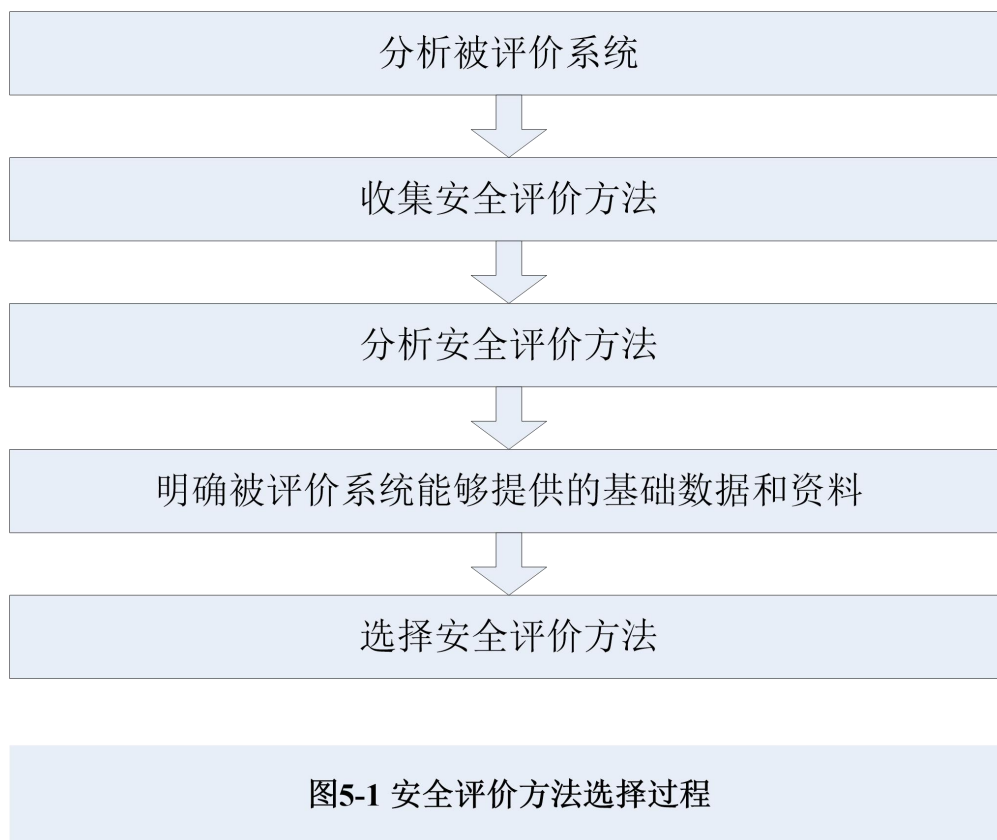 分析被评价系统
收集安全评价方法
分析安全评价方法
明确被评价系统能够提供的基础数据和资料
选择安全评价方法
图5-1 安全评价方法选择过程